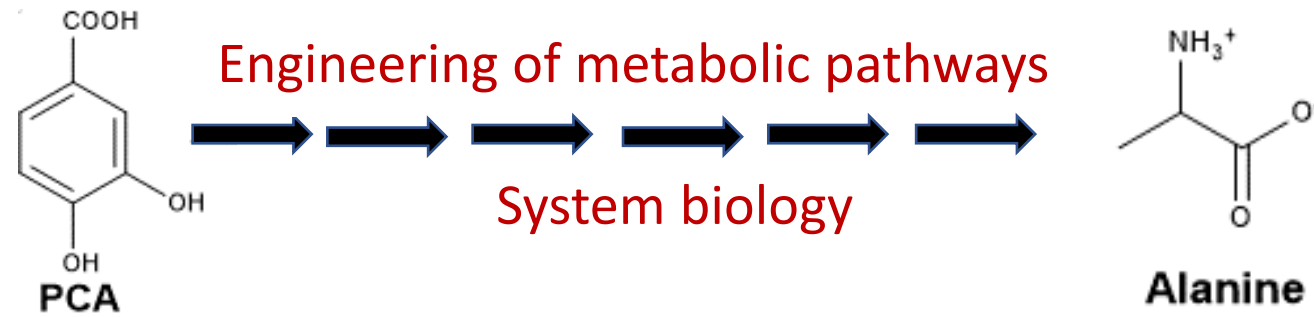 COOH
Engineering of metabolic pathways
NH3+
O
OH
System biology
O
OH
PCA
Alanine